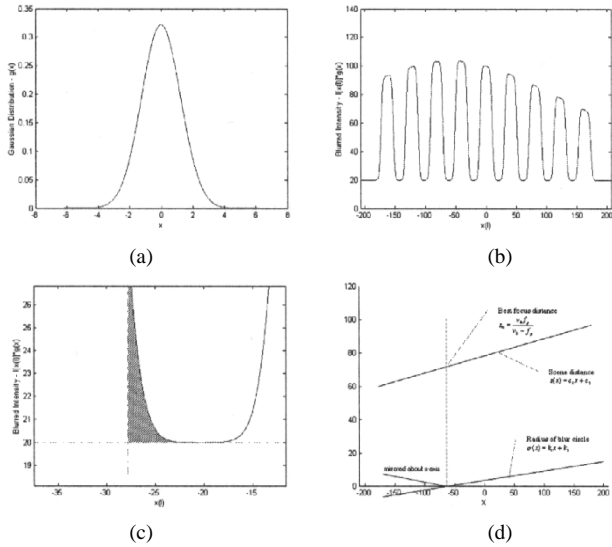 0.35
0.3
0.25
0.2
0.15
0.1
0.05
0
-8 -6 -4 -2 0 2 4 6 8
Gaussian Distribution - g(x)
x
(a)
140
120
100
80
60
40
20
0
-200 -150 -100 -50 0 50 100 150 200
Blurred Intensity - I[x(l)]*g(x)
x(l)
(b)
26
25
24
23
22
21
20
19
-35 -30 -25 -20 -15
Blurred Intensity - I[x(l)]*g(x)
x(l)
(c)
120
100
80
60
40
20
0
-200 -150 -100 -50 0 50 100 150 200
X
Best focus distance
Scene distance
Radius of blur circle
mirrored about x-axis
(d)